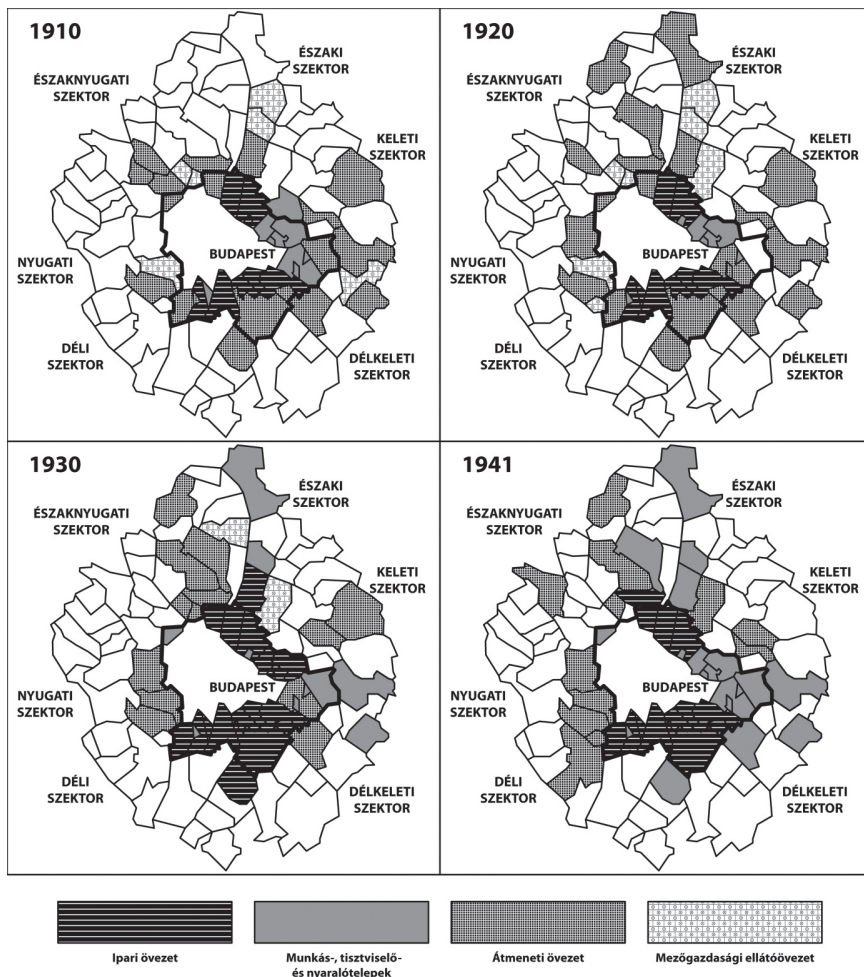 1910
ÉSZAKI
SZEKTOR
ÉSZAKNYUGATI
SZEKTOR
KELETI
SZEKTOR
BUDAPEST
NYUGATI
SZEKTOR
DÉLI
SZEKTOR
DÉLKELETI
SZEKTOR
1920
ÉSZAKI
SZEKTOR
ÉSZAKNYUGATI
SZEKTOR
KELETI
SZEKTOR
BUDAPEST
NYUGATI
SZEKTOR
DÉLI
SZEKTOR
DÉLKELETI
SZEKTOR
1930
ÉSZAKI
SZEKTOR
ÉSZAKNYUGATI
SZEKTOR
KELETI
SZEKTOR
BUDAPEST
NYUGATI
SZEKTOR
DÉLI
SZEKTOR
DÉLKELETI
SZEKTOR
1941
ÉSZAKI
SZEKTOR
ÉSZAKNYUGATI
SZEKTOR
KELETI
SZEKTOR
BUDAPEST
NYUGATI
SZEKTOR
DÉLI
SZEKTOR
DÉLKELETI
SZEKTOR
Ipari övezet
Munkás-, tisztviselő-
és nyaralótelepek
Átmeneti övezet
Mezőgazdasági ellátóövezet